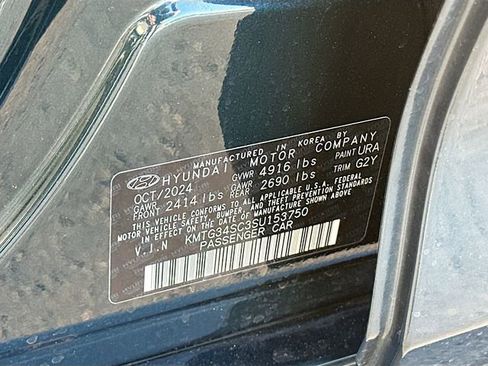 MANUFACTURED IN KOREA BY
HYUNDAI MOTOR COMPANY
OCT/2024 GVWR 4916 lbs PAINT URA
GAWR FRONT 2414 lbs GAWR REAR 2690 lbs TRIM G2Y
THIS VEHICLE CONFORMS TO ALL APPLICABLE U.S.A. FEDERAL
MOTOR VEHICLE SAFETY, BUMPER, AND THEFT PREVENTION STANDARDS
IN EFFECT ON THE DATE OF MANUFACTURE SHOWN ABOVE.
V.I.N KMTG34SC3SU153750
PASSENGER CAR